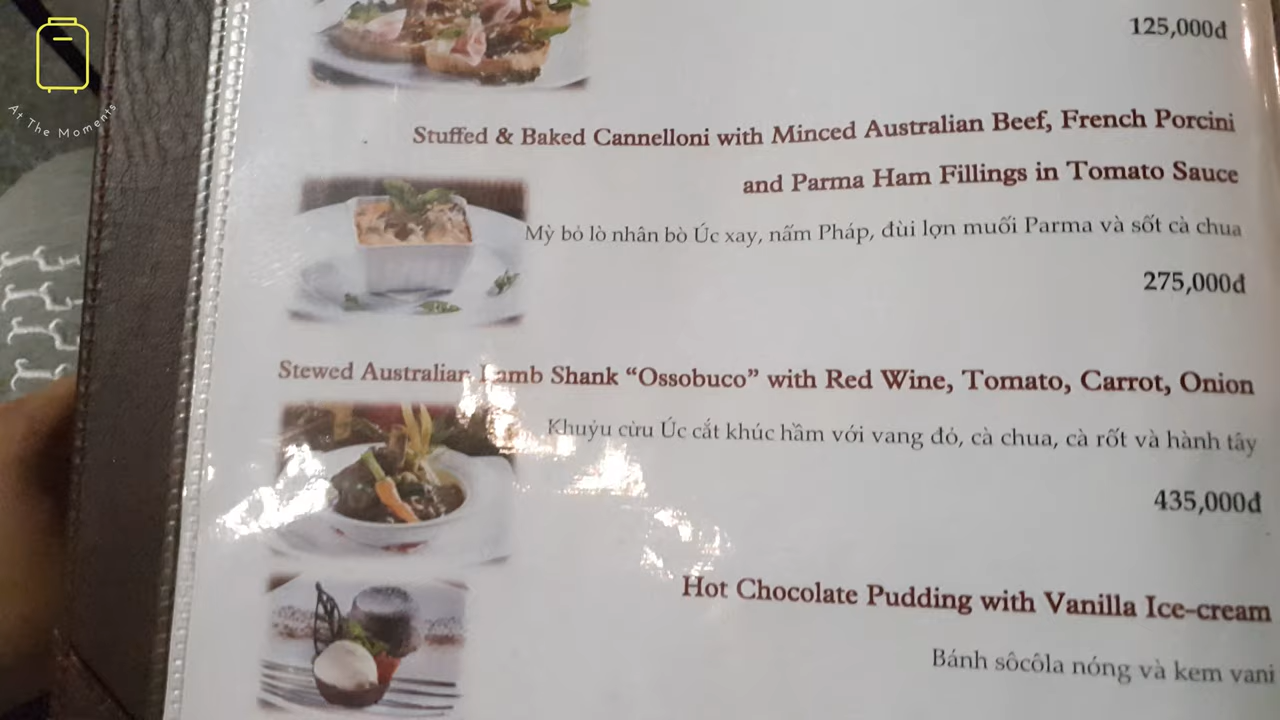 At The Moments
125,000đ
Stuffed & Baked Cannelloni with Minced Australian Beef, French Porcini
and Parma Ham Fillings in Tomato Sauce
Mỳ bỏ lò nhân bò Úc xay, nấm Pháp, đùi lợn muối Parma và sốt cà chua
275,000đ
Stewed Australian Lamb Shank “Ossobuco” with Red Wine, Tomato, Carrot, Onion
Khuỷu cừu Úc cắt khúc hầm với vang đỏ, cà chua, cà rốt và hành tây
435,000đ
Hot Chocolate Pudding with Vanilla Ice-cream
Bánh sôcôla nóng và kem vani